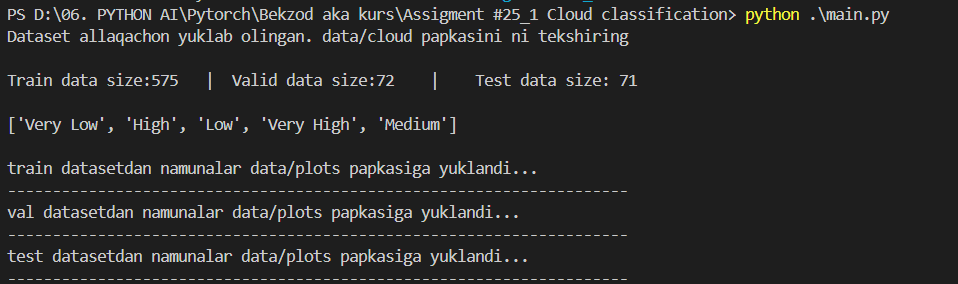 PS D:\06. PYTHON AI\Pytorch\Bekzod aka kurs\Assigment #25_1 Cloud classification> python .\main.py
Dataset allaqachon yuklab olingan. data/cloud papkasini ni tekshiring
Train data size:575 | Valid data size:72 | Test data size: 71
['Very Low', 'High', 'Low', 'Very High', 'Medium']
train datasetdan namunalar data/plots papkasiga yuklandi...
---------------------------------------------------------------------
val datasetdan namunalar data/plots papkasiga yuklandi...
---------------------------------------------------------------------
test datasetdan namunalar data/plots papkasiga yuklandi...
---------------------------------------------------------------------